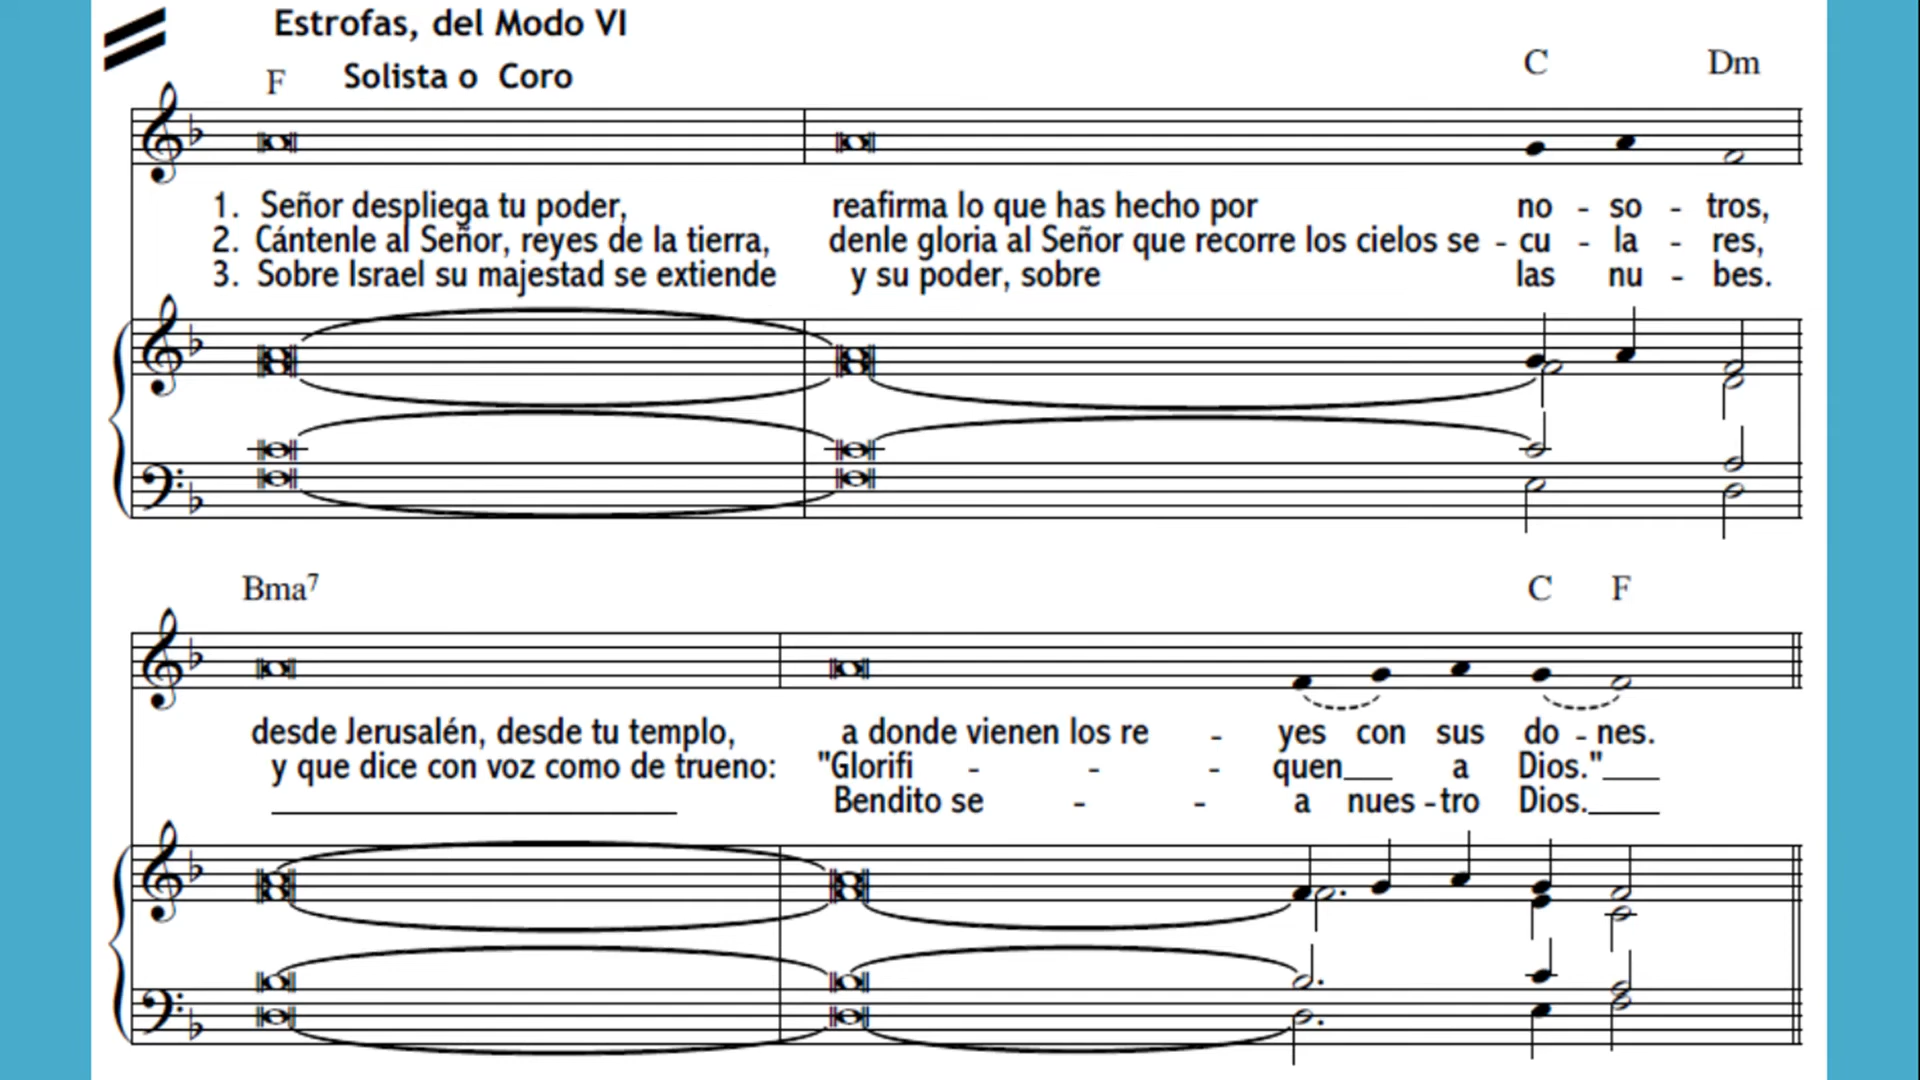 Estrofas, del Modo VI
F Solista o Coro C Dm
1. Señor despliega tu poder, reafirma lo que has hecho por no - so - tros,
2. Cántenle al Señor, reyes de la tierra, denle gloria al Señor que recorre los cielos se - cu - la - res,
3. Sobre Israel su majestad se extiende y su poder, sobre las nu - bes.
Bma7 C F
desde Jerusalén, desde tu templo, a donde vienen los re - yes con sus do - nes.
y que dice con voz como de trueno: "Glorifi - - - quen___ a Dios."___
_______________ Bendito se - - a nues - tro Dios.___